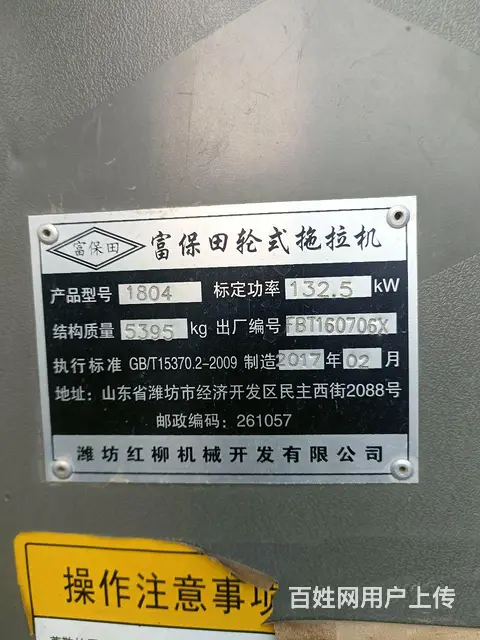 富保田 富保田轮式拖拉机
产品型号 1804 标定功率 132.5 kW
结构质量 5395 kg 出厂编号 FBT160706X
执行标准 GB/T15370.2-2009 制造 2017 年 02 月
地址：山东省潍坊市经济开发区民主西街2088号
邮政编码：261057
潍坊红柳机械开发有限公司
操作注意事项
百姓网用户上传